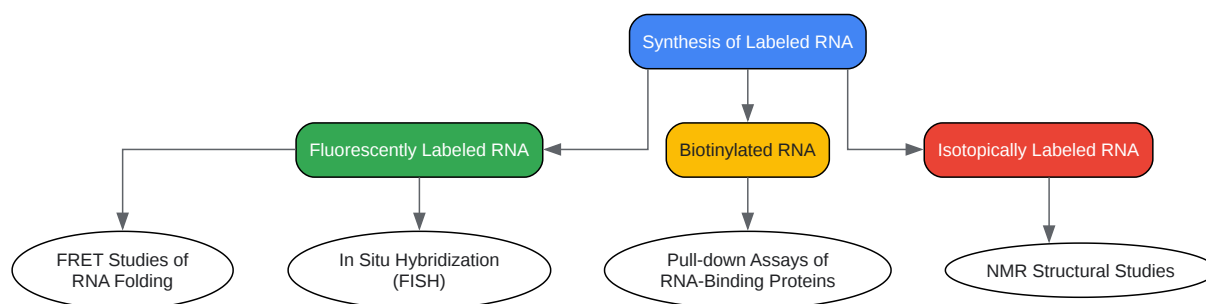 Synthesis of Labeled RNA
Fluorescently Labeled RNA
Biotinylated RNA
Isotopically Labeled RNA
FRET Studies of
RNA Folding
In Situ Hybridization
(FISH)
Pull-down Assays of
RNA-Binding Proteins
NMR Structural Studies